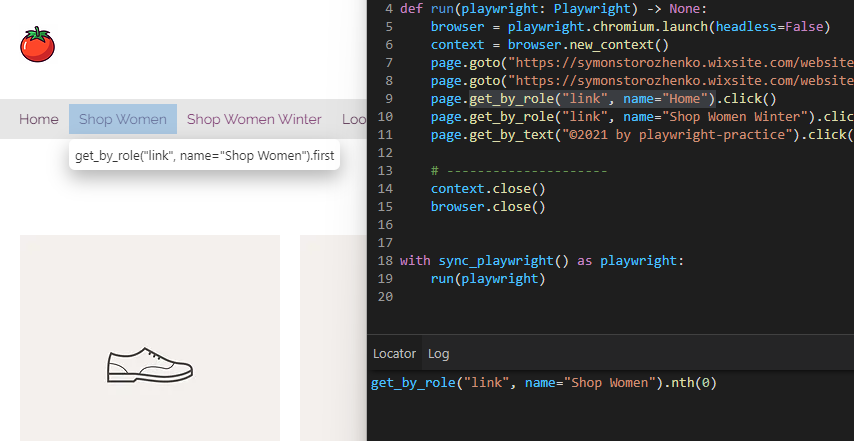 Home Shop Women Shop Women Winter Loo
get_by_role("link", name="Shop Women").first
4 def run(playwright: Playwright) -> None:
5     browser = playwright.chromium.launch(headless=False)
6     context = browser.new_context()
7     page.goto("https://symonstorozhenko.wixsite.com/website
8     page.goto("https://symonstorozhenko.wixsite.com/website
9     page.get_by_role("link", name="Home").click()
10     page.get_by_role("link", name="Shop Women Winter").clic
11     page.get_by_text("©2021 by playwright-practice").click(
12
13     # ---------------------
14     context.close()
15     browser.close()
16
17
18 with sync_playwright() as playwright:
19     run(playwright)
20
Locator Log
get_by_role("link", name="Shop Women").nth(0)